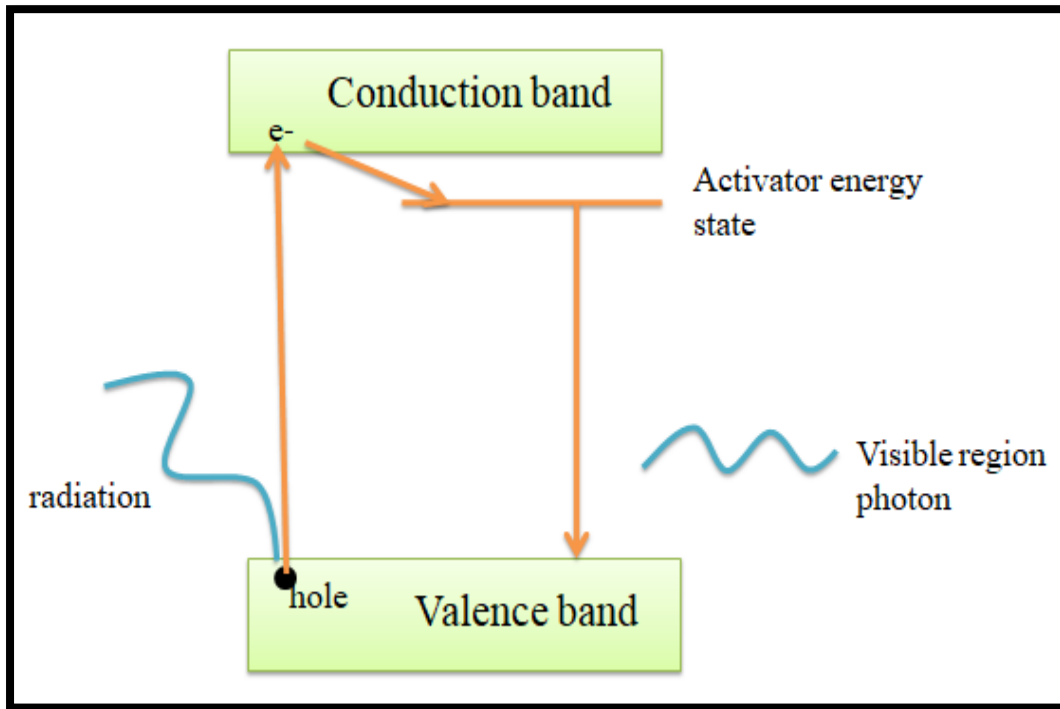 Conduction band
e-
Activator energy
state
radiation
Visible region
photon
hole
Valence band